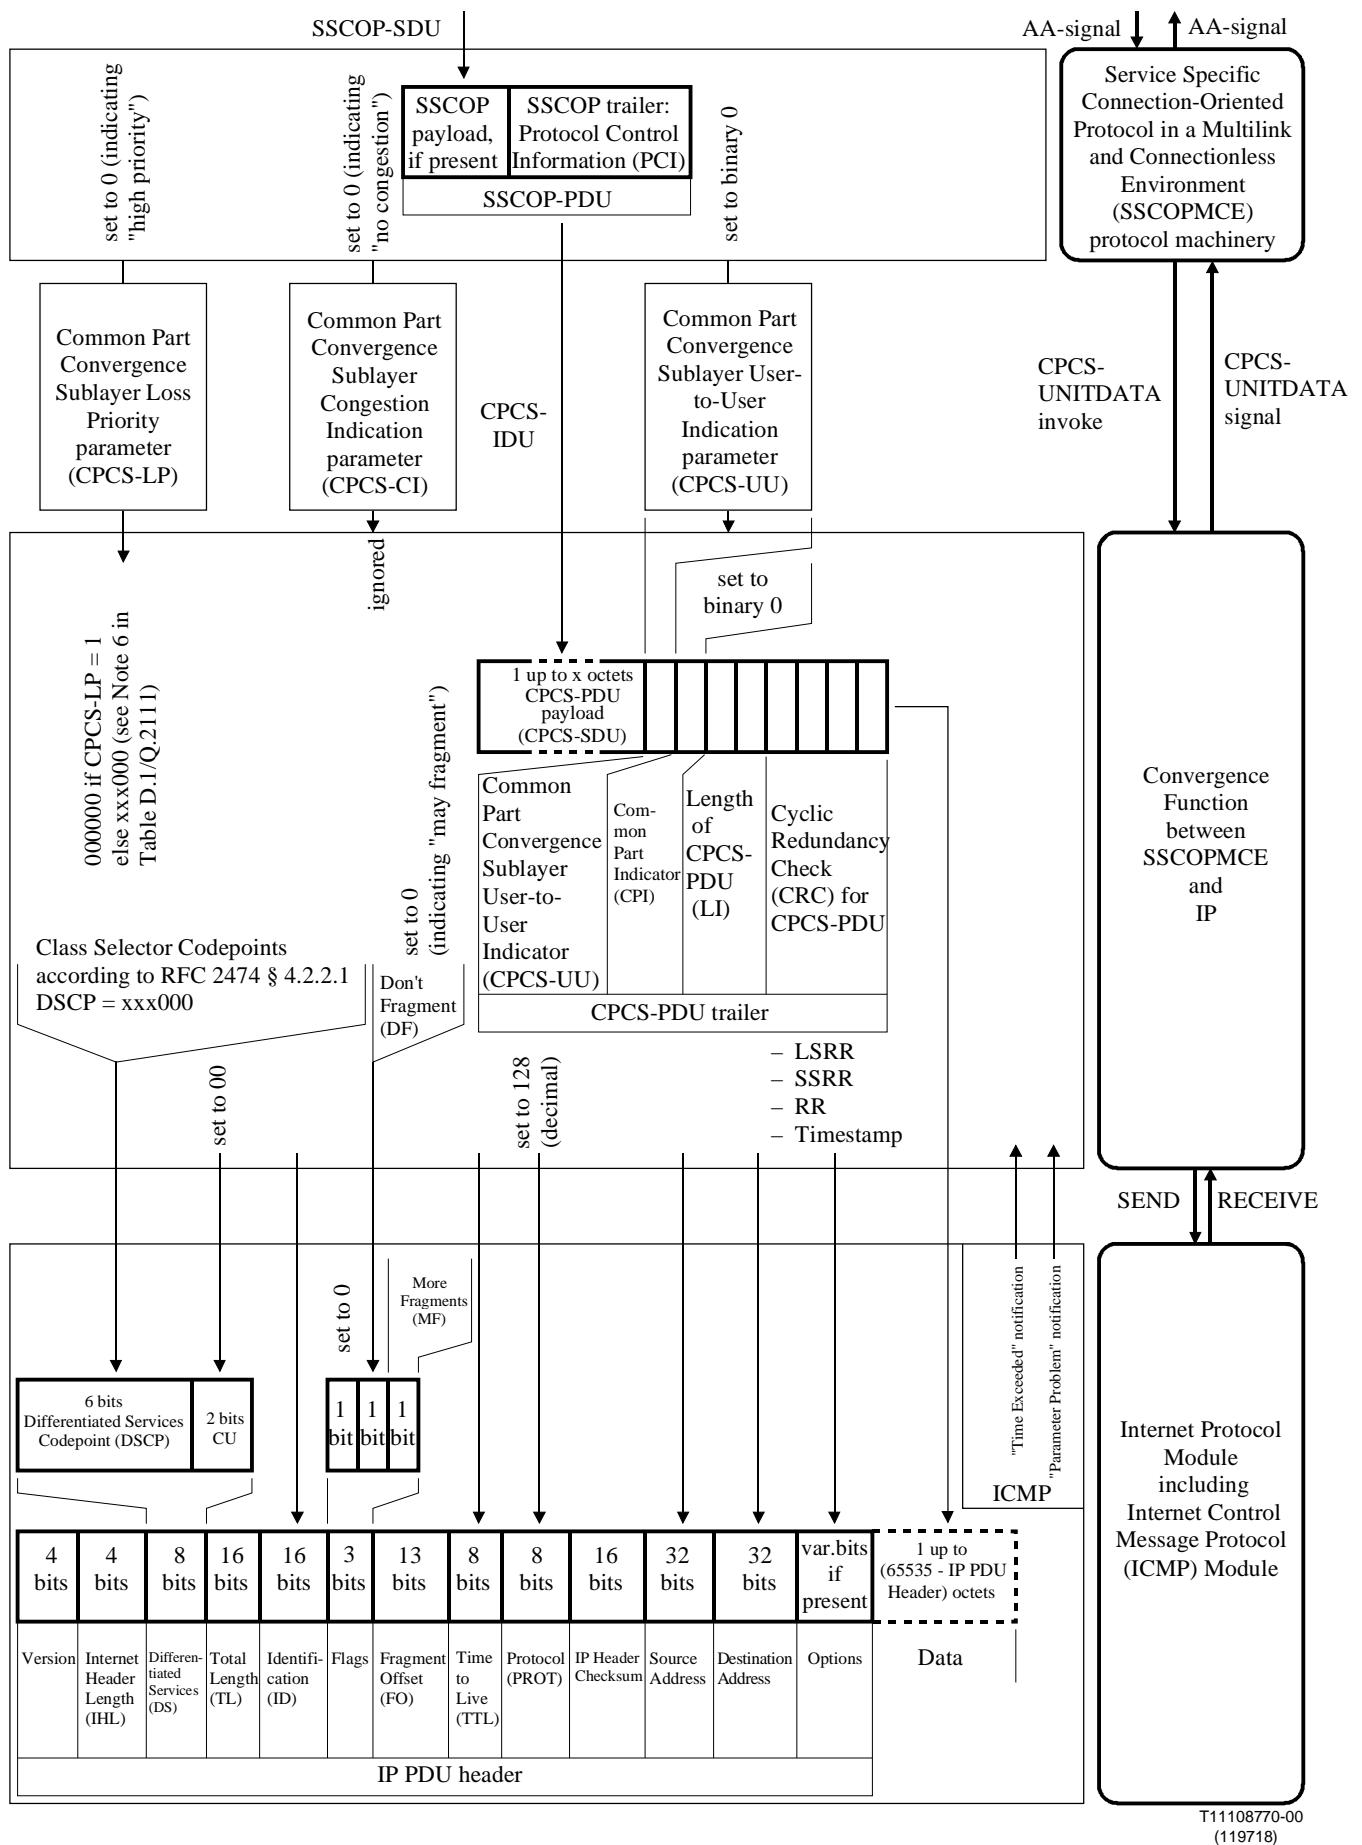 SSCOP-SDU
AA-signal
AA-signal
set to 0 (indicating
"high priority")
set to 0 (indicating
"no congestion")
SSCOP
payload,
if present
SSCOP trailer:
Protocol Control
Information (PCI)
SSCOP-PDU
set to binary 0
Service Specific
Connection-Oriented
Protocol in a Multilink
and Connectionless
Environment
(SSCOPMCE)
protocol machinery
Common Part
Convergence
Sublayer Loss
Priority
parameter
(CPCS-LP)
Common Part
Convergence
Sublayer
Congestion
Indication
parameter
(CPCS-CI)
CPCS-
IDU
Common Part
Convergence
Sublayer User-
to-User
Indication
parameter
(CPCS-UU)
CPCS-
UNITDATA
invoke
CPCS-
UNITDATA
signal
000000 if CPCS-LP = 1
else xxx000 (see Note 6 in
Table D.1/Q.2111)
ignored
set to
binary 0
set to 0
(indicating "may fragment")
1 up to x octets
CPCS-PDU
payload
(CPCS-SDU)
Common
Part
Convergence
Sublayer
User-to-
User
Indicator
(CPCS-UU)
Com-
mon
Part
Indicator
(CPI)
Length
of
CPCS-
PDU
(LI)
Cyclic
Redundancy
Check
(CRC) for
CPCS-PDU
CPCS-PDU trailer
Convergence
Function
between
SSCOPMCE
and
IP
Class Selector Codepoints
according to RFC 2474 § 4.2.2.1
DSCP = xxx000
Don't
Fragment
(DF)
set to 00
set to 128
(decimal)
– LSRR
– SSRR
– RR
– Timestamp
SEND
RECEIVE
set to 0
More
Fragments
(MF)
"Time Exceeded" notification
"Parameter Problem" notification
ICMP
6 bits
Differentiated Services
Codepoint (DSCP)
2 bits
CU
1
bit
1
bit
1
bit
Internet Protocol
Module
including
Internet Control
Message Protocol
(ICMP) Module
4
bits
4
bits
8
bits
16
bits
16
bits
3
bits
13
bits
8
bits
8
bits
16
bits
32
bits
32
bits
var.bits
if
present
1 up to
(65535 - IP PDU
Header) octets
Version
Internet
Header
Length
(IHL)
Differen-
tiated
Services
(DS)
Total
Length
(TL)
Identifi-
cation
(ID)
Flags
Fragment
Offset
(FO)
Time
to
Live
(TTL)
Protocol
(PROT)
IP Header
Checksum
Source
Address
Destination
Address
Options
Data
IP PDU header
T11108770-00
(119718)